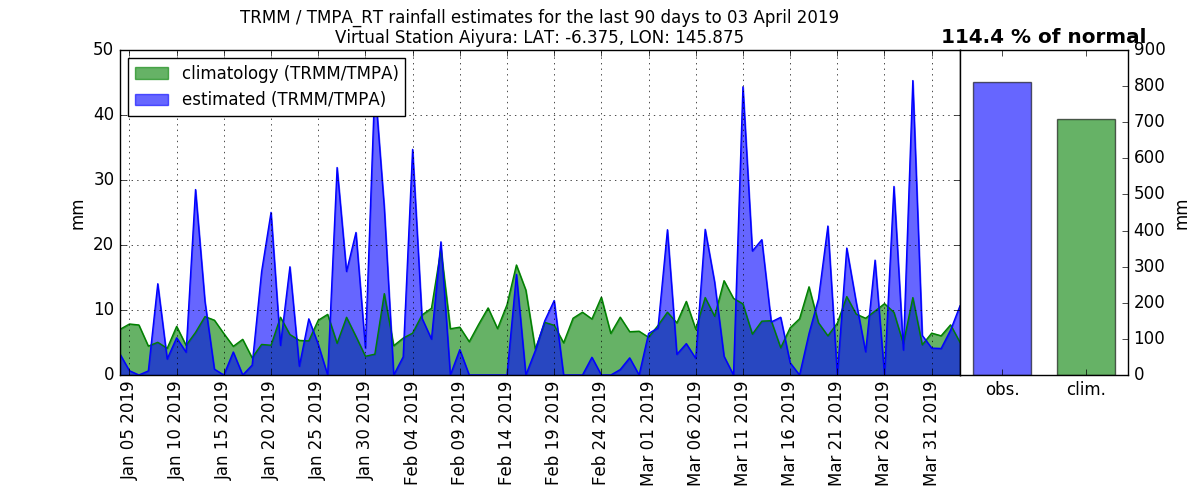 TRMM / TMPA_RT rainfall estimates for the last 90 days to 03 April 2019
Virtual Station Aiyura: LAT: -6.375, LON: 145.875
114.4 % of normal
climatology (TRMM/TMPA)
estimated (TRMM/TMPA)
50
40
30
20
10
0
mm
900
800
700
600
500
400
300
200
100
0
mm
obs.
clim.
Jan 05 2019
Jan 10 2019
Jan 15 2019
Jan 20 2019
Jan 25 2019
Jan 30 2019
Feb 04 2019
Feb 09 2019
Feb 14 2019
Feb 19 2019
Feb 24 2019
Mar 01 2019
Mar 06 2019
Mar 11 2019
Mar 16 2019
Mar 21 2019
Mar 26 2019
Mar 31 2019